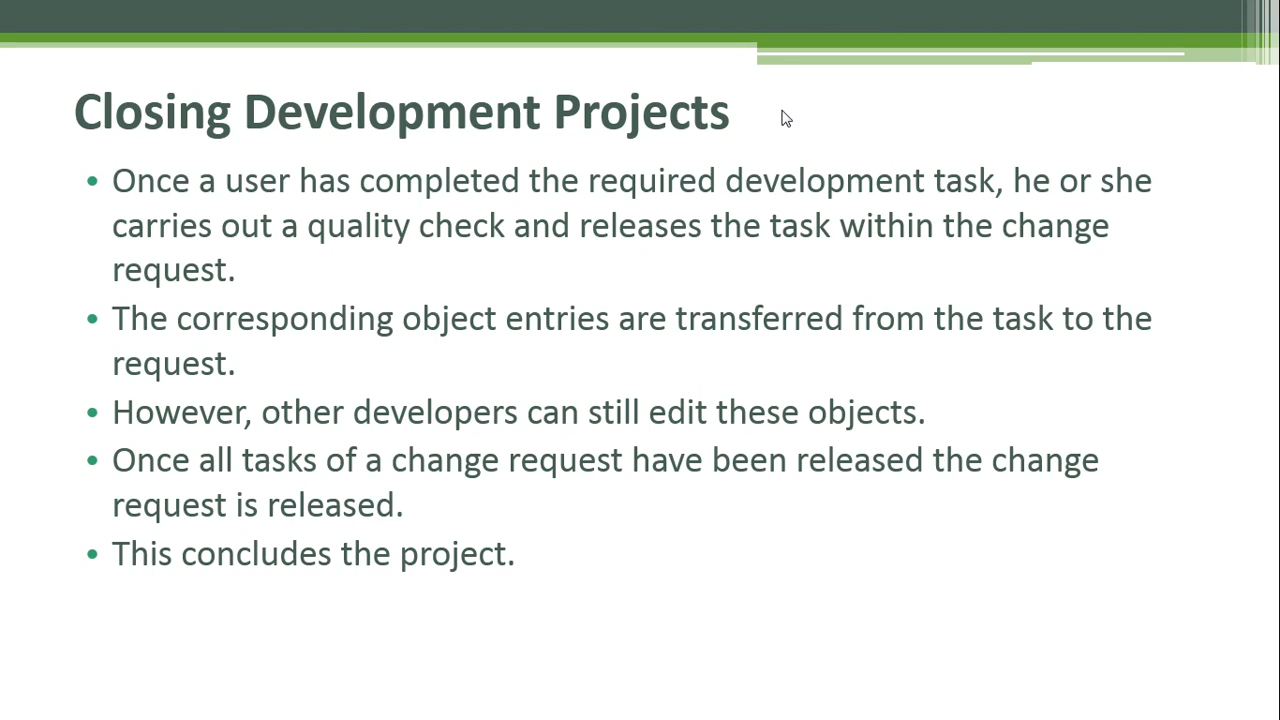 Closing Development Projects
• Once a user has completed the required development task, he or she
carries out a quality check and releases the task within the change
request.
• The corresponding object entries are transferred from the task to the
request.
• However, other developers can still edit these objects.
• Once all tasks of a change request have been released the change
request is released.
• This concludes the project.